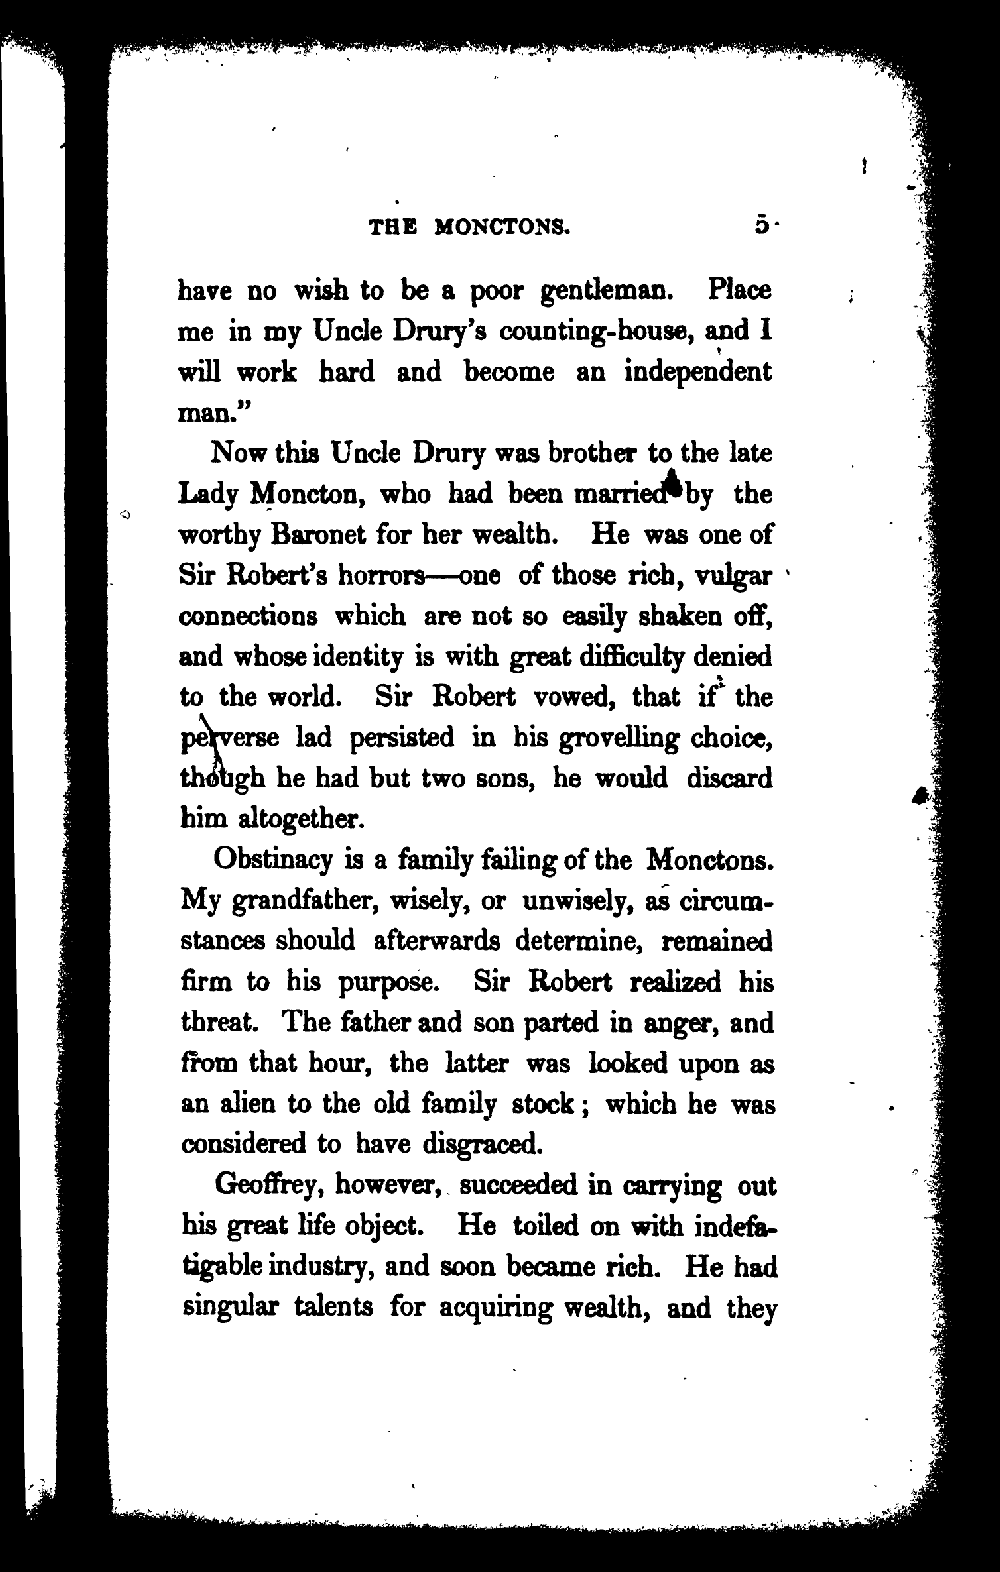 THE MONCTONS. 5
have no wish to be a poor gentleman. Place
me in my Uncle Drury's counting-house, and I
will work hard and become an independent
man."
Now this Uncle Drury was brother to the late
Lady Moncton, who had been married by the
worthy Baronet for her wealth. He was one of
Sir Robert's horrors—one of those rich, vulgar
connections which are not so easily shaken off,
and whose identity is with great difficulty denied
to the world. Sir Robert vowed, that if the
perverse lad persisted in his grovelling choice,
though he had but two sons, he would discard
him altogether.
Obstinacy is a family failing of the Monctons.
My grandfather, wisely, or unwisely, as circum-
stances should afterwards determine, remained
firm to his purpose. Sir Robert realized his
threat. The father and son parted in anger, and
from that hour, the latter was looked upon as
an alien to the old family stock; which he was
considered to have disgraced.
Geoffrey, however, succeeded in carrying out
his great life object. He toiled on with indefa-
tigable industry, and soon became rich. He had
singular talents for acquiring wealth, and they